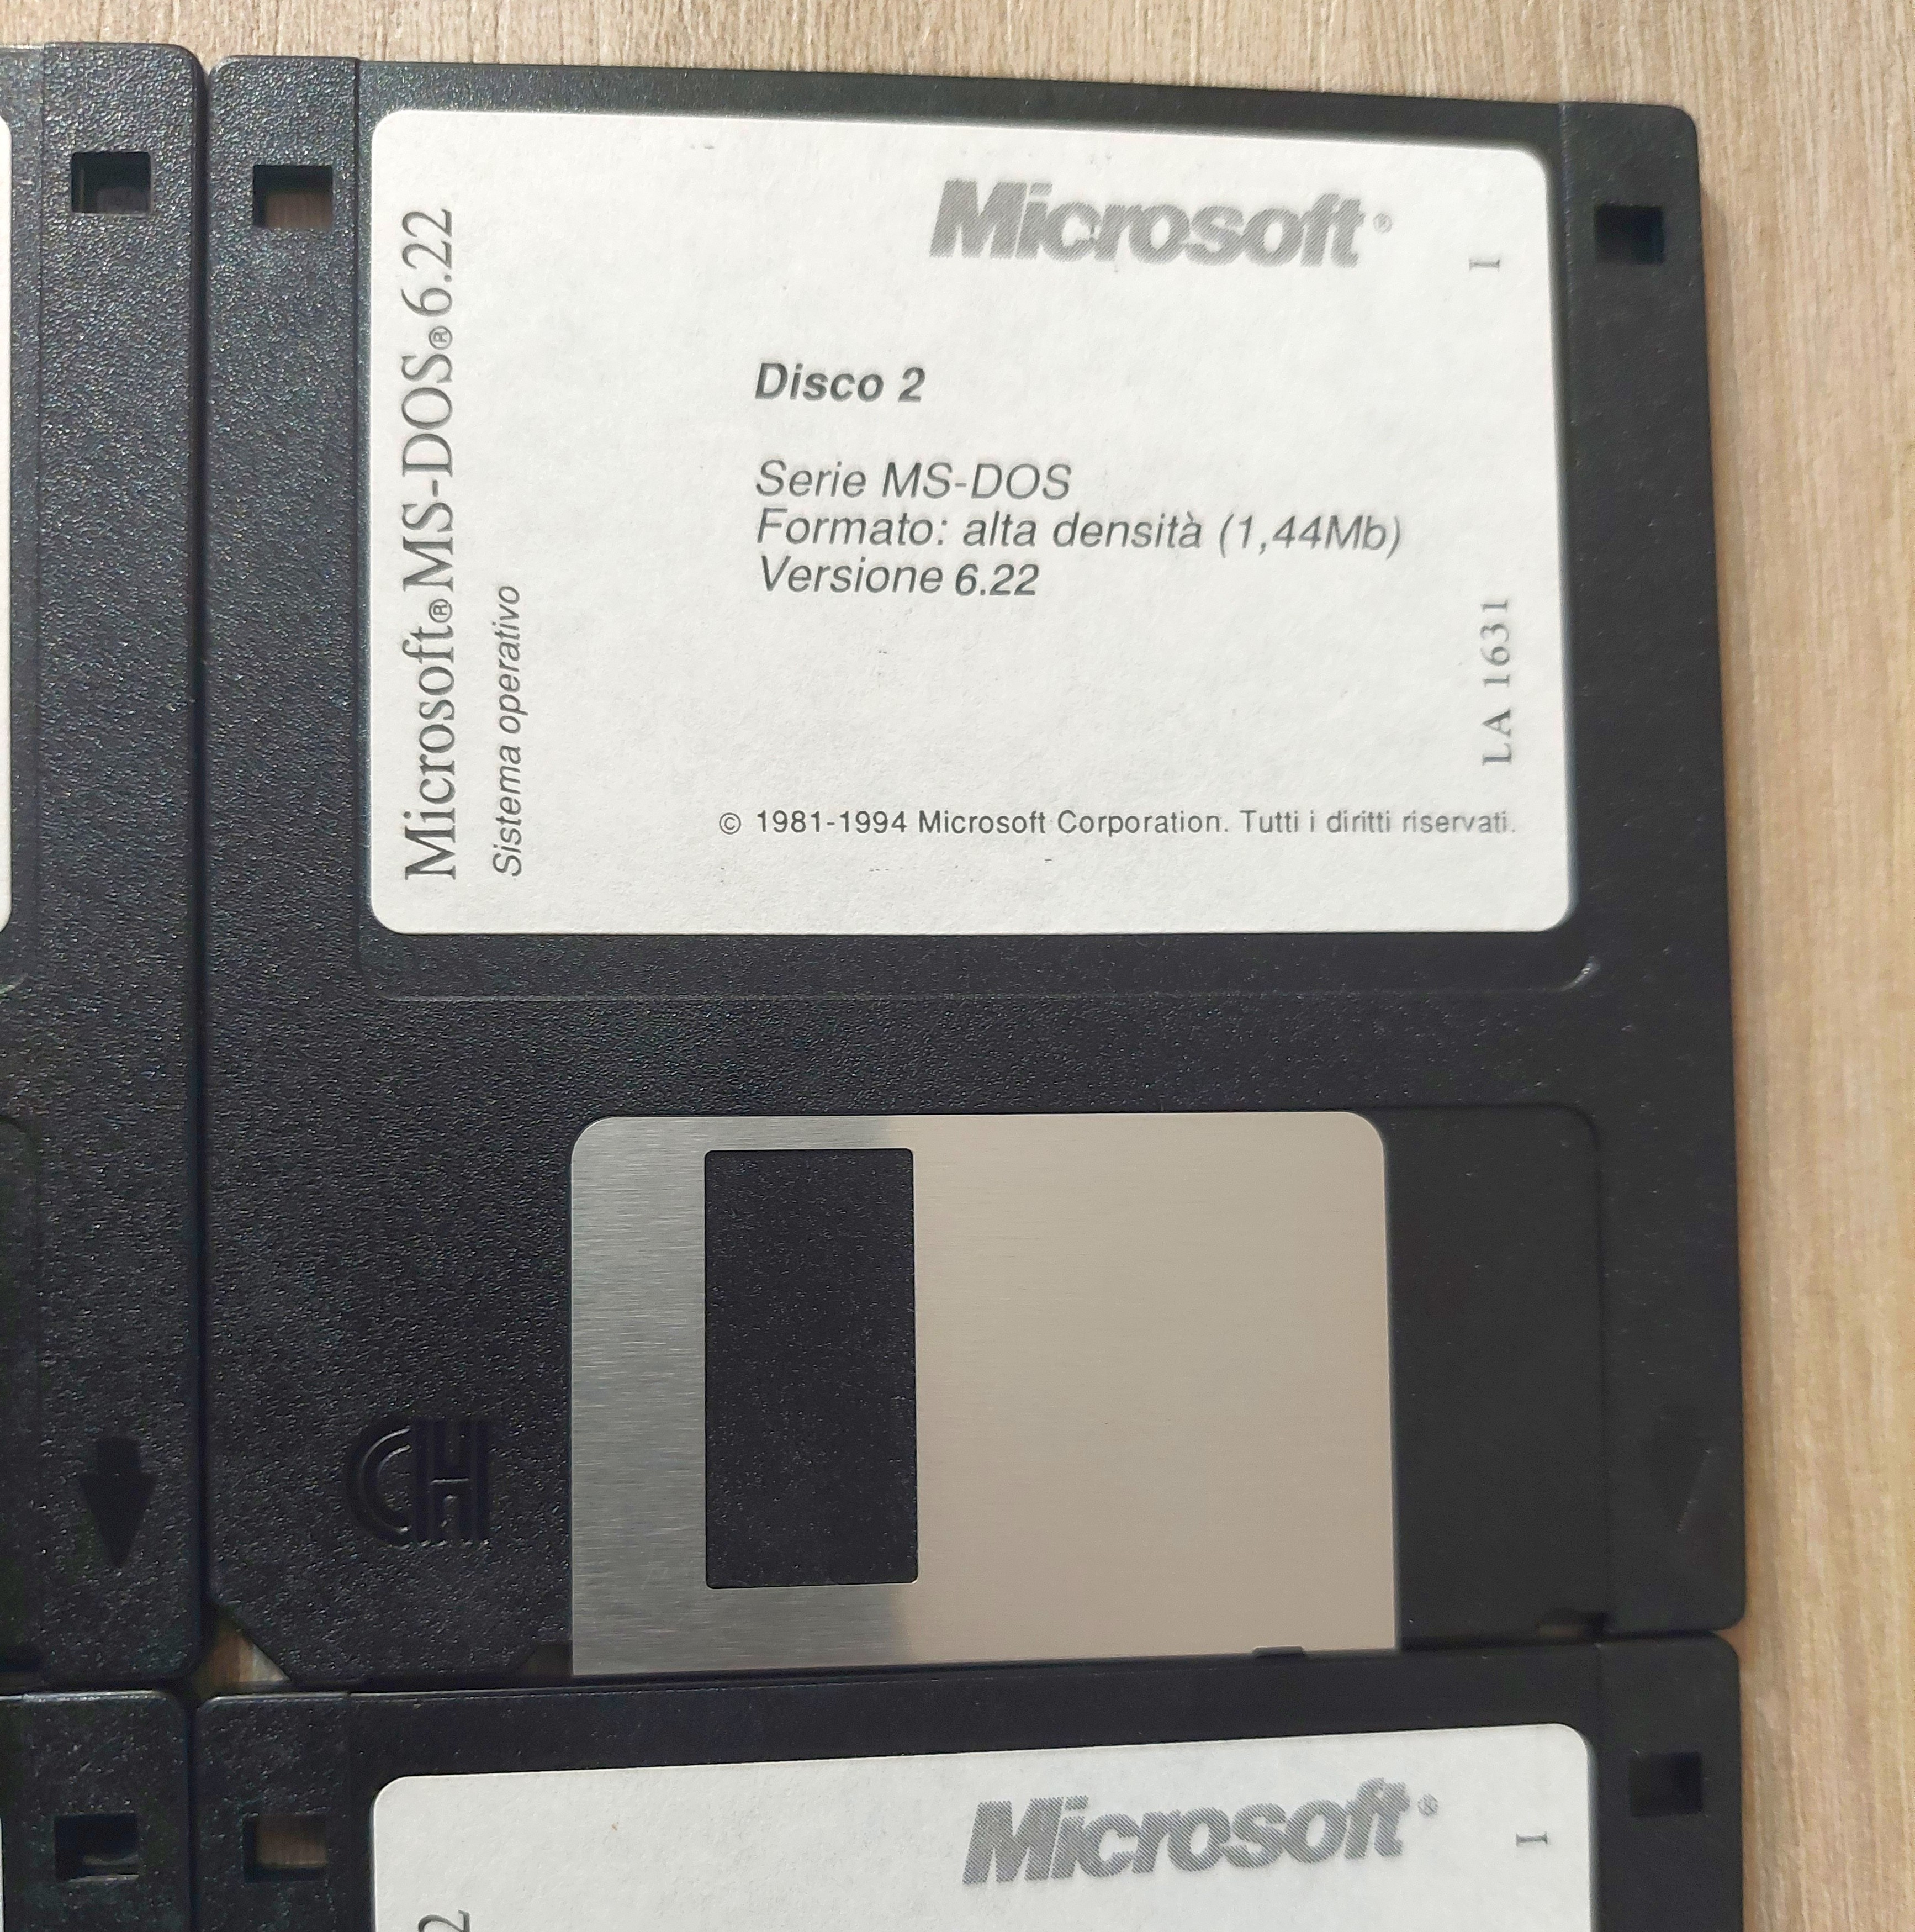 Microsoft®MS-DOS®6.22
Sistema operativo
Microsoft®
I
Disco 2
Serie MS-DOS
Formato: alta densità (1,44Mb)
Versione 6.22
LA 1631
© 1981-1994 Microsoft Corporation. Tutti i diritti riservati.
CH
Microsoft®
I
2